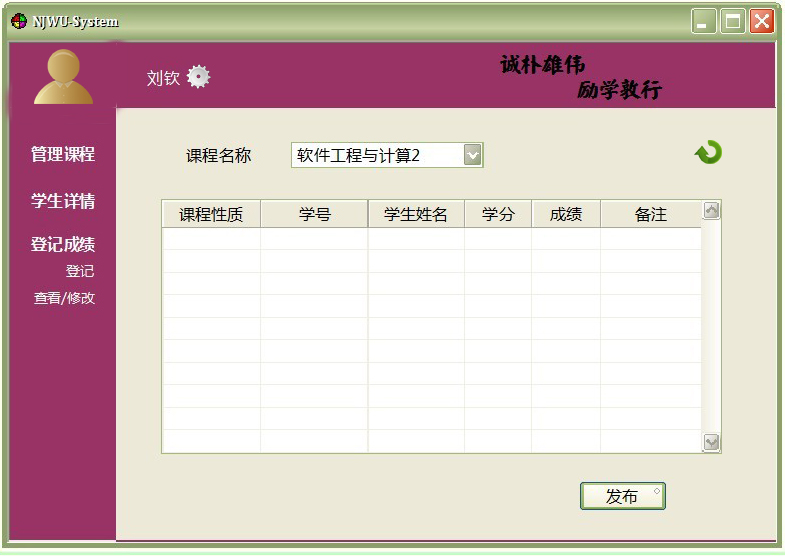 NJWU-System
刘钦
诚朴雄伟
励学敦行
管理课程
学生详情
登记成绩
登记
查看/修改
课程名称 软件工程与计算2
课程性质 学号 学生姓名 学分 成绩 备注
发布